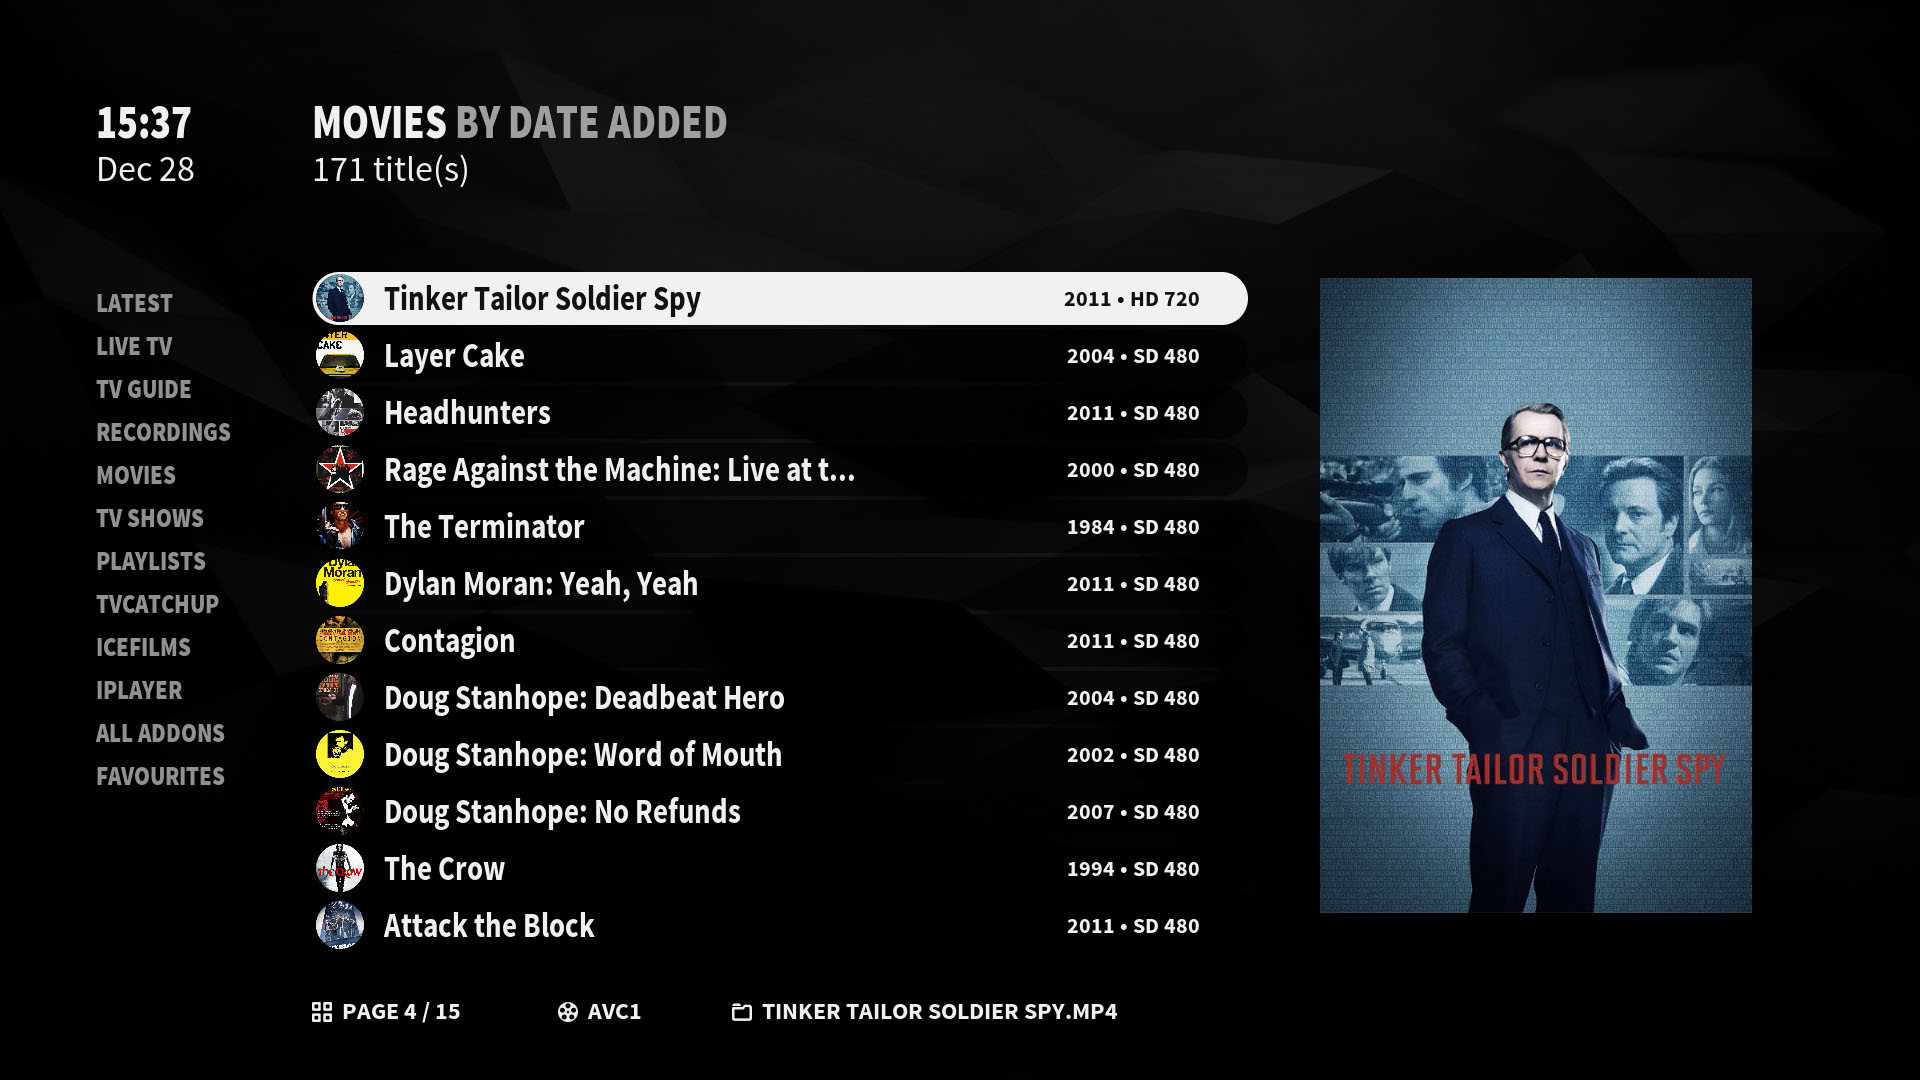 15:37
Dec 28
MOVIES BY DATE ADDED
171 title(s)
LATEST
LIVE TV
TV GUIDE
RECORDINGS
MOVIES
TV SHOWS
PLAYLISTS
TVCATCHUP
ICEFILMS
IPLAYER
ALL ADDONS
FAVOURITES
Tinker Tailor Soldier Spy 2011 • HD 720
Layer Cake 2004 • SD 480
Headhunters 2011 • SD 480
Rage Against the Machine: Live at t... 2000 • SD 480
The Terminator 1984 • SD 480
Dylan Moran: Yeah, Yeah 2011 • SD 480
Contagion 2011 • SD 480
Doug Stanhope: Deadbeat Hero 2004 • SD 480
Doug Stanhope: Word of Mouth 2002 • SD 480
Doug Stanhope: No Refunds 2007 • SD 480
The Crow 1994 • SD 480
Attack the Block 2011 • SD 480
TINKER TAILOR SOLDIER SPY
PAGE 4 / 15
AVC1
TINKER TAILOR SOLDIER SPY.MP4